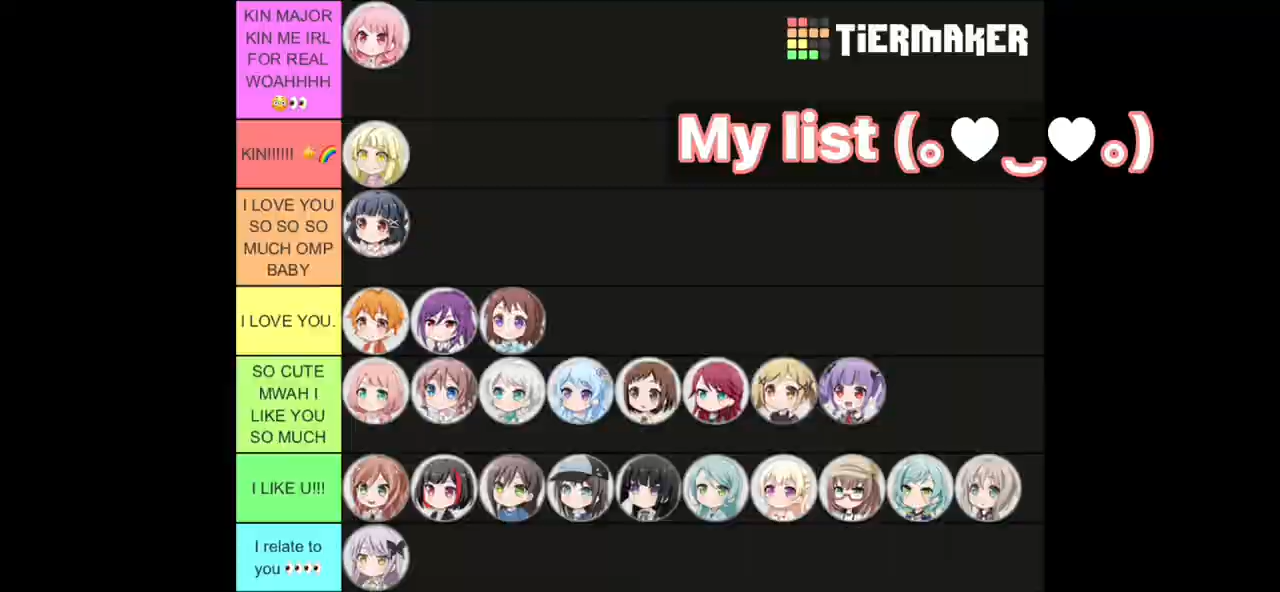 KIN MAJOR
KIN ME IRL
FOR REAL
WOAHHHH
😳👀
TiERMAKER
My list (｡♥‿♥｡)
KIN!!!!!! 🌈
I LOVE YOU
SO SO SO
MUCH OMP
BABY
I LOVE YOU.
SO CUTE
MWAH I
LIKE YOU
SO MUCH
I LIKE U!!!
I relate to
you 👀👀